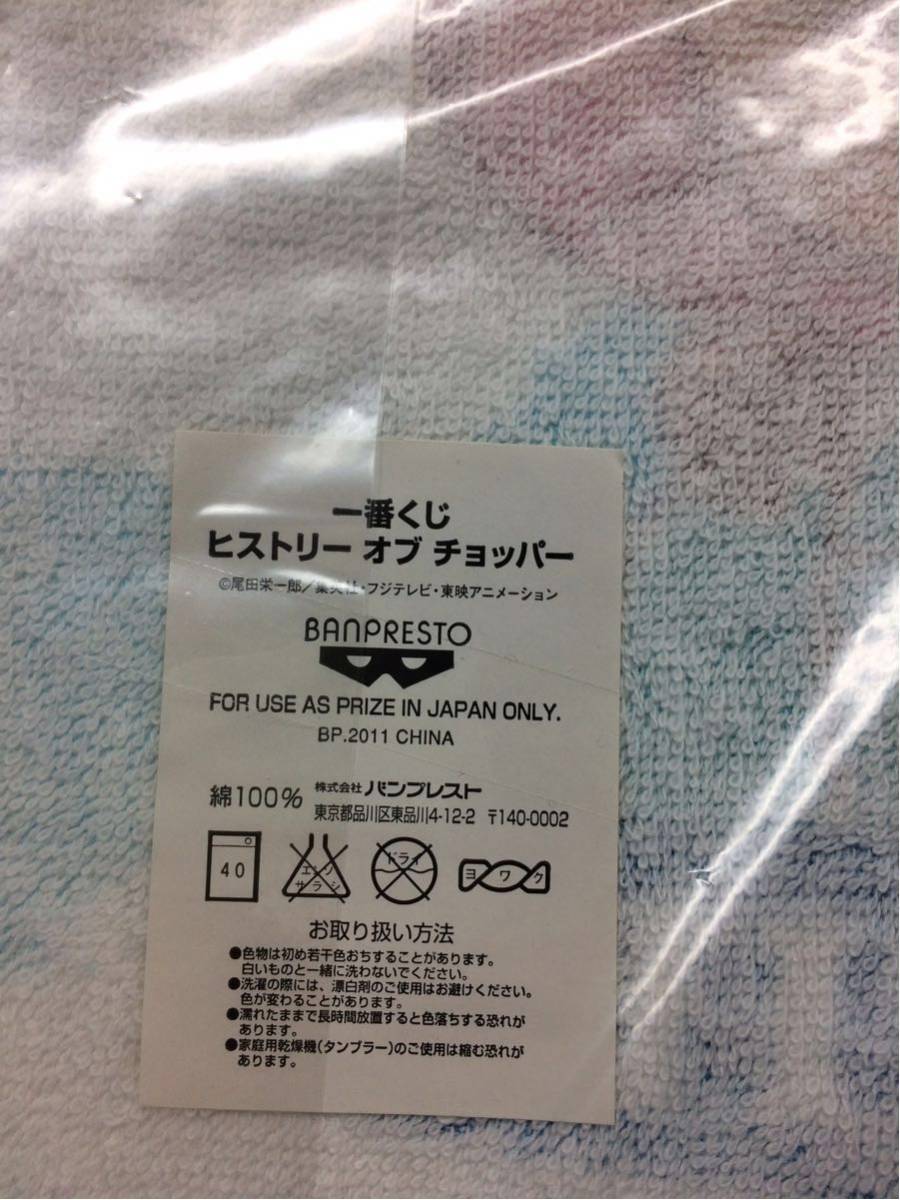 一番くじ
ヒストリー オブ チョッパー
©尾田栄一郎／集英社・フジテレビ・東映アニメーション
BANPRESTO
FOR USE AS PRIZE IN JAPAN ONLY.
BP.2011 CHINA
綿100% 株式会社 バンプレスト
東京都品川区東品川4-12-2 〒140-0002
40 エンソサラシ ドライ ヨワク
お取り扱い方法
●色物は初め若干色おちすることがあります。
白いものと一緒に洗わないでください。
●洗濯の際には、漂白剤のご使用はお避けください。
色が変わることがあります。
●濡れたままで長時間放置すると色落ちする恐れが
あります。
●家庭用乾燥機(タンブラー)のご使用は縮む恐れが
あります。